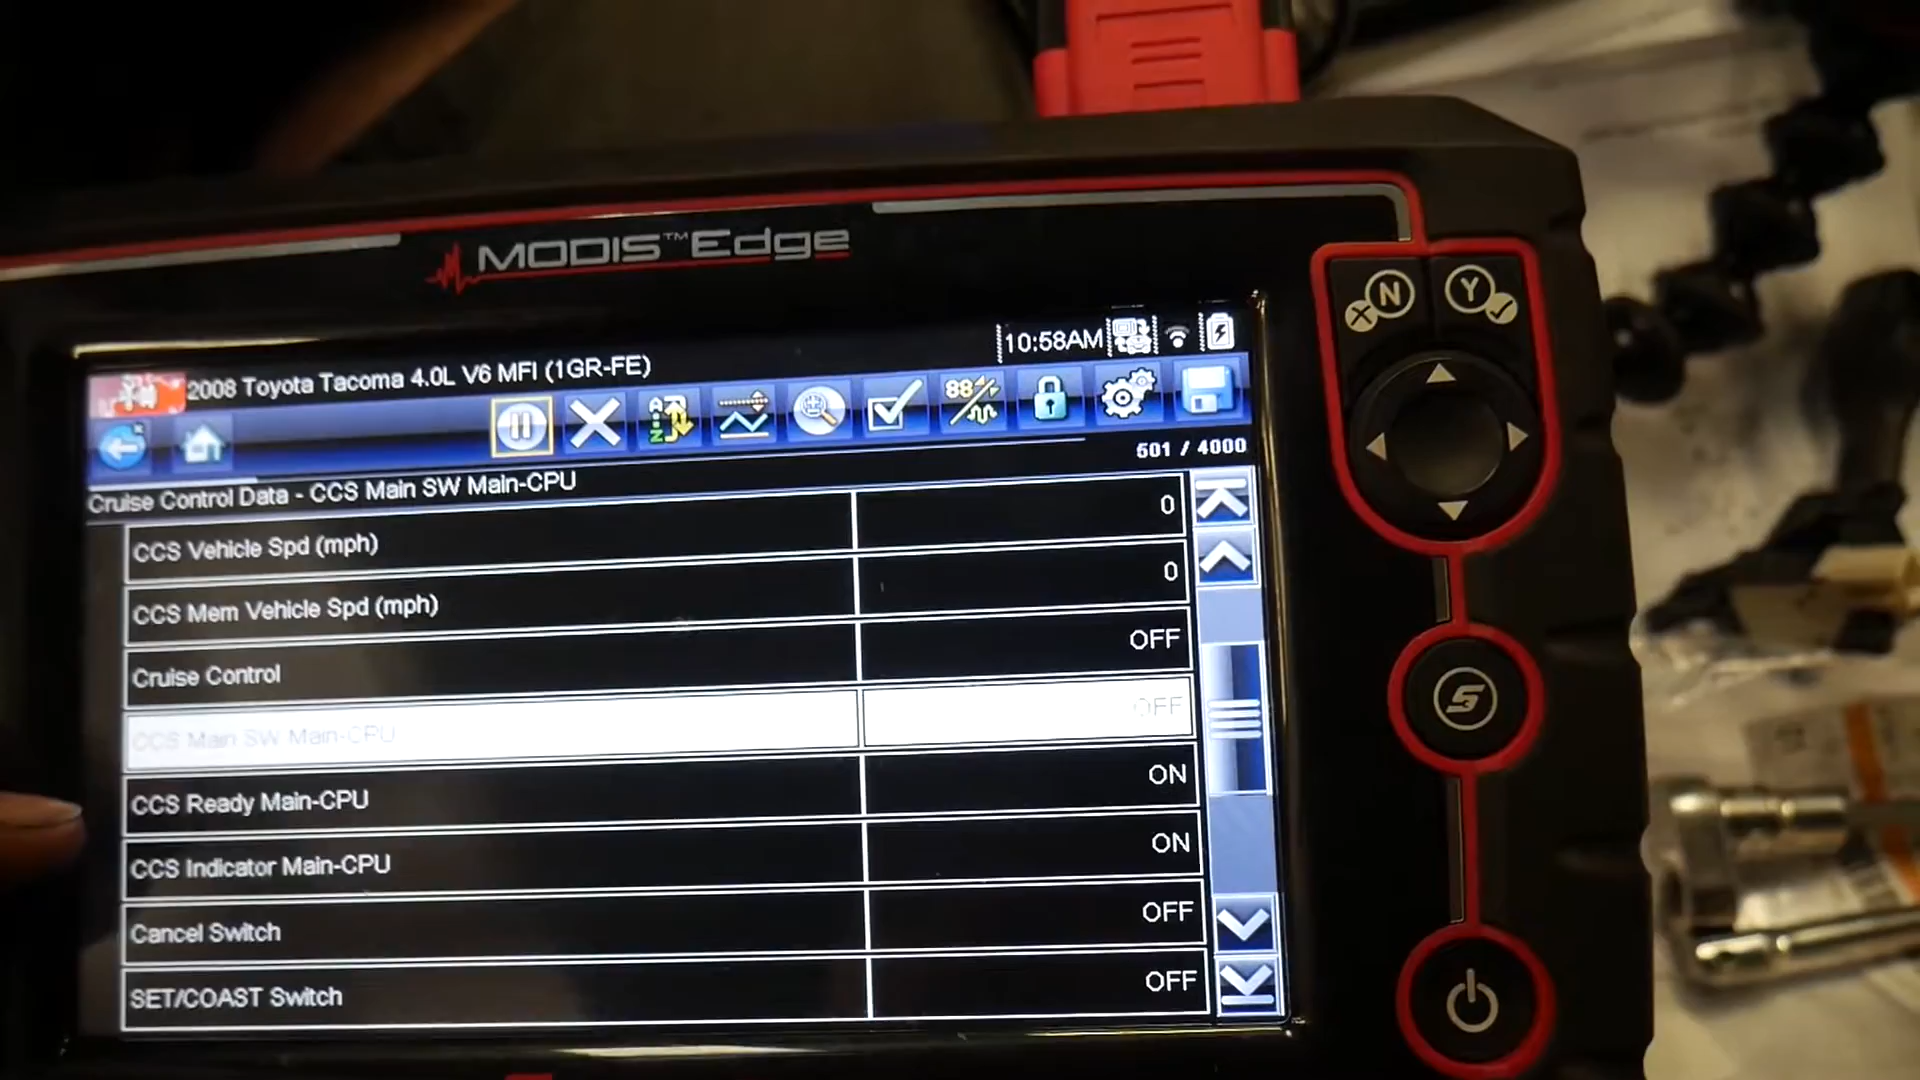 MODIS™Edge
N
Y
10:58AM
2008 Toyota Tacoma 4.0L V6 MFI (1GR-FE)
501 / 4000
Cruise Control Data - CCS Main SW Main-CPU
CCS Vehicle Spd (mph) 0
CCS Mem Vehicle Spd (mph) 0
Cruise Control OFF
CCS Main SW Main-CPU OFF
CCS Ready Main-CPU ON
CCS Indicator Main-CPU ON
Cancel Switch OFF
SET/COAST Switch OFF